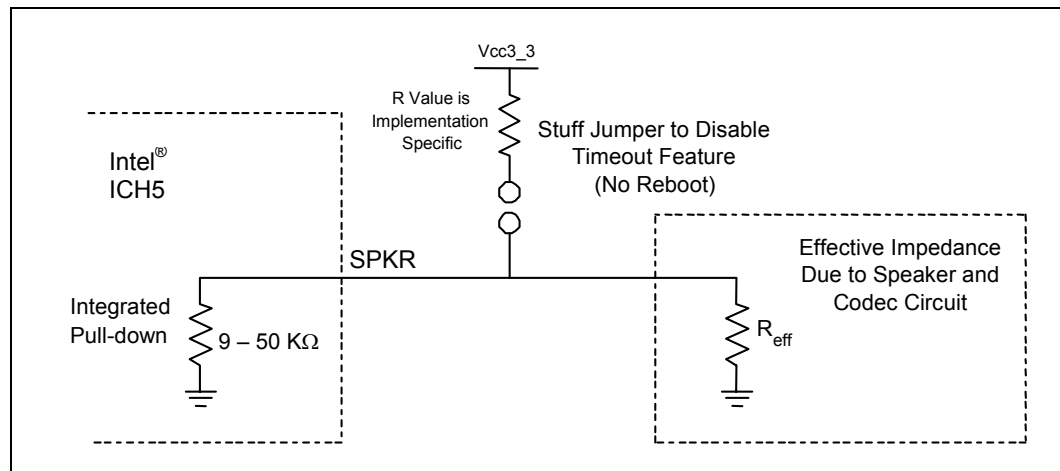 Vcc3_3
R Value is
Implementation
Specific
Stuff Jumper to Disable
Timeout Feature
(No Reboot)
Intel®
ICH5
SPKR
Effective Impedance
Due to Speaker and
Codec Circuit
Integrated
Pull-down
9 – 50 KΩ
Reff